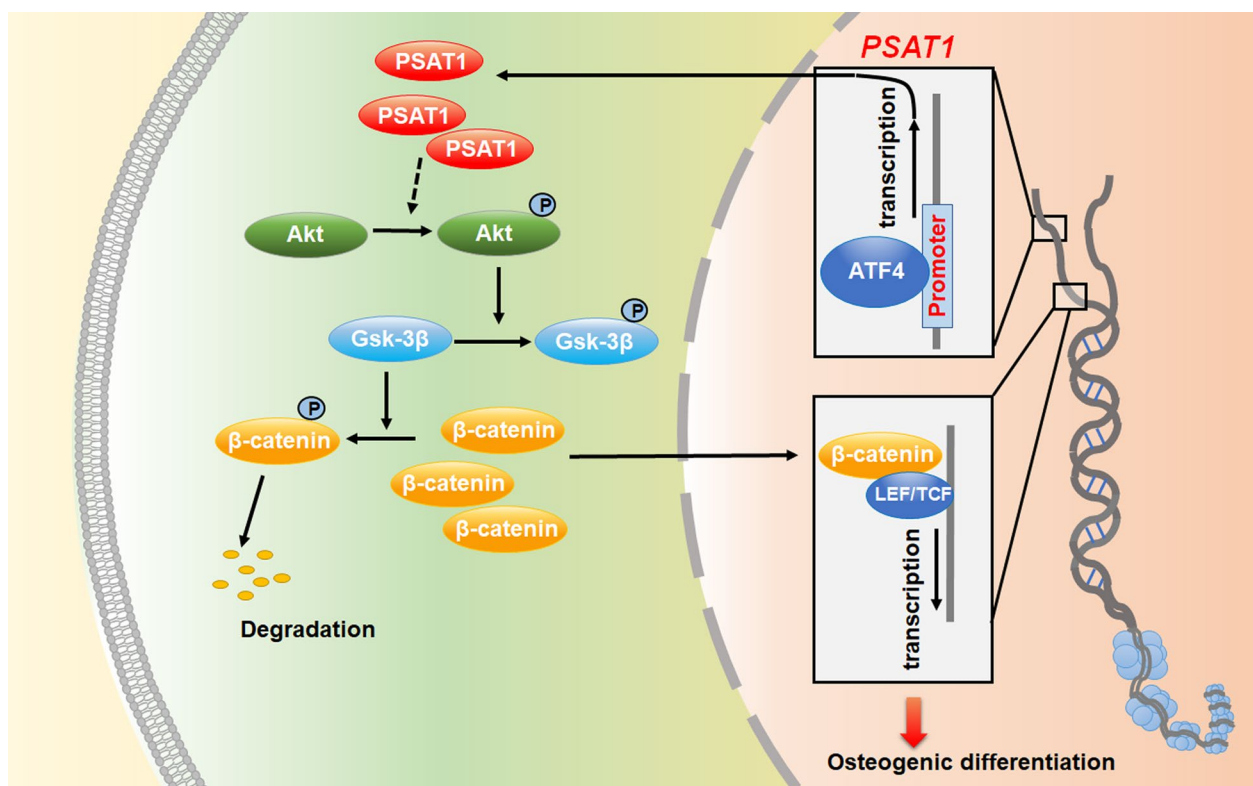 PSAT1
PSAT1
PSAT1
PSAT1
transcription
Promoter
ATF4
P
Akt
Akt
P
Gsk-3β
Gsk-3β
P
β-catenin
β-catenin
β-catenin
β-catenin
Degradation
β-catenin
LEF/TCF
transcription
Osteogenic differentiation